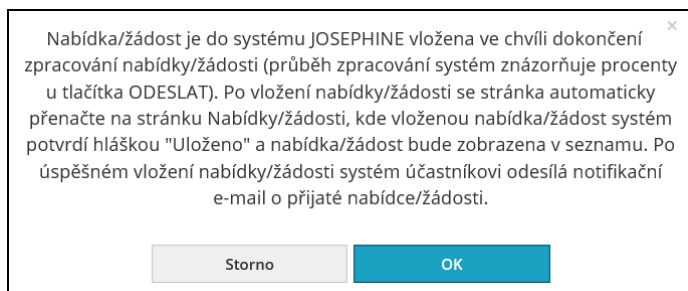 ×
Nabídka/žádost je do systému JOSEPHINE vložena ve chvíli dokončení
zpracování nabídky/žádosti (průběh zpracování systém znázorňuje procenty
u tlačítka ODESLAT). Po vložení nabídky/žádosti se stránka automaticky
přenačte na stránku Nabídky/žádosti, kde vloženou nabídka/žádost systém
potvrdí hláškou "Uloženo" a nabídka/žádost bude zobrazena v seznamu. Po
úspěšném vložení nabídky/žádosti systém účastníkovi odesílá notifikační
e-mail o přijaté nabídce/žádosti.
Storno
OK